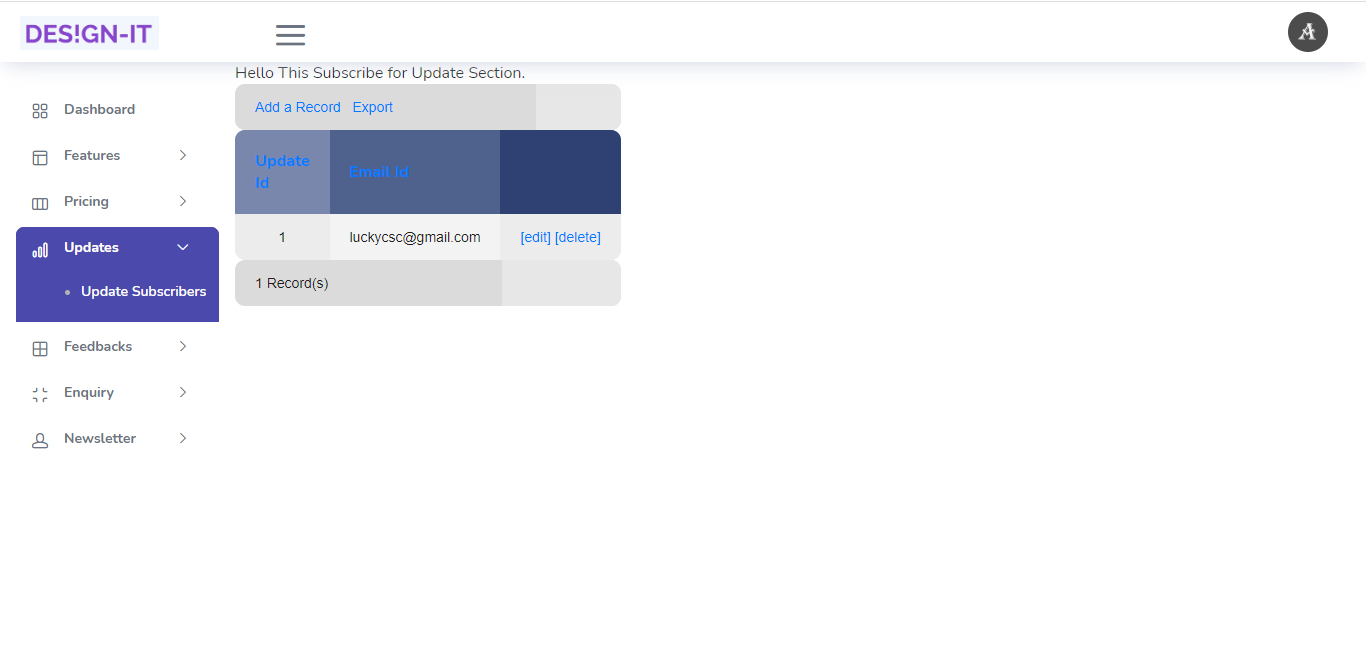 DES!GN-IT
A
Hello This Subscribe for Update Section.
Dashboard
Features
Pricing
Updates
Update Subscribers
Feedbacks
Enquiry
Newsletter
Add a Record Export
Update
Id
Email Id
1 luckycsc@gmail.com [edit] [delete]
1 Record(s)